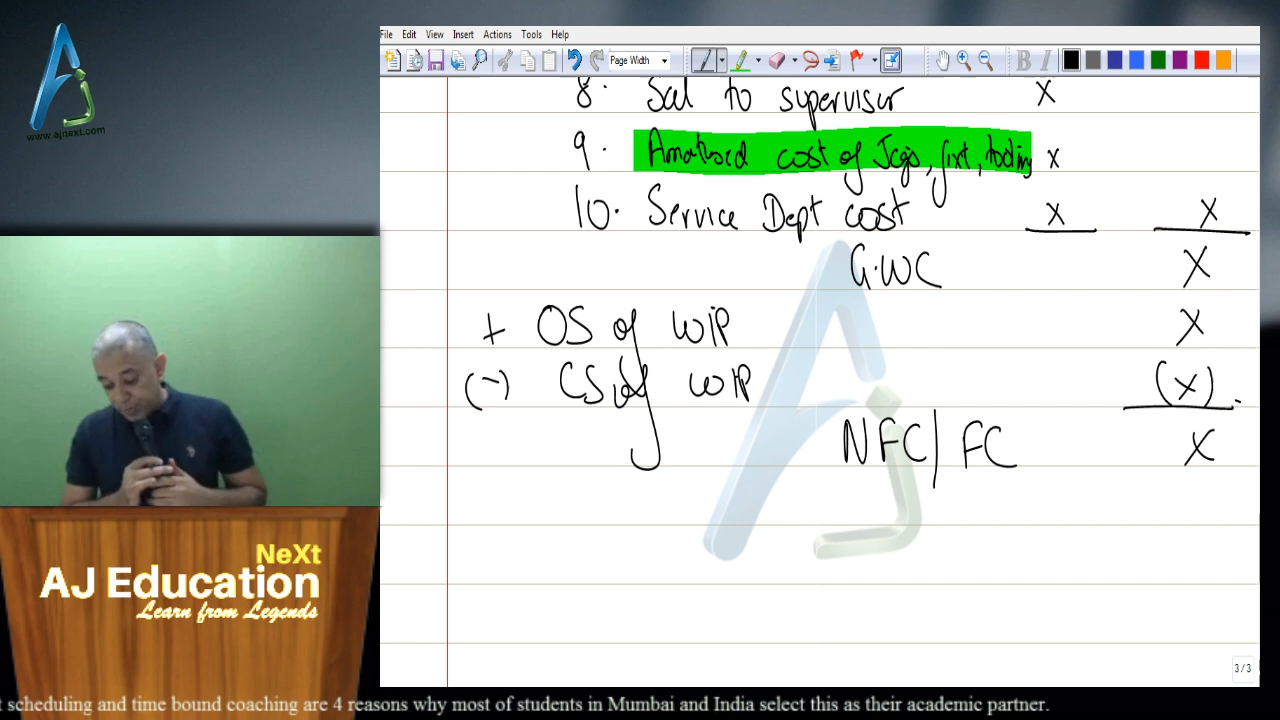 www.ajnext.com
File Edit View Insert Actions Tools Help
Page Width
B I
8. Sal to supervisor X
9. cost of Jigs, fixt, tooling x
10. Service Dept cost x X
G.WC X
+ OS of WIP X
(-) CS of WIP (x)
NFC/FC X
3/3
NeXt
AJ Education
Learn from Legends
t scheduling and time bound coaching are 4 reasons why most of students in Mumbai and India select this as their academic partner.